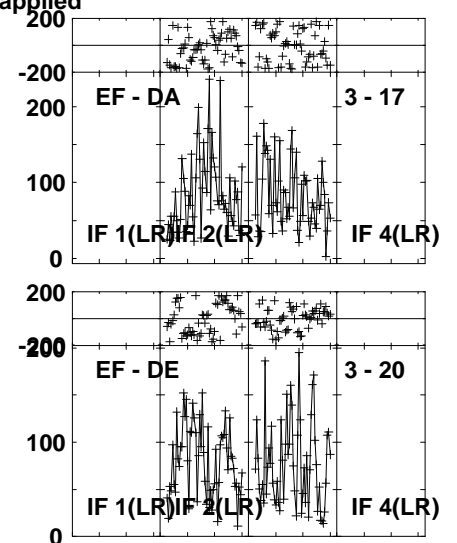 applied
200
-200
EF - DA 3 - 17
200
100
IF 1(LR) IF 2(LR) IF 4(LR)
0
200
-200
200
EF - DE 3 - 20
100
IF 1(LR) IF 2(LR) IF 4(LR)
0